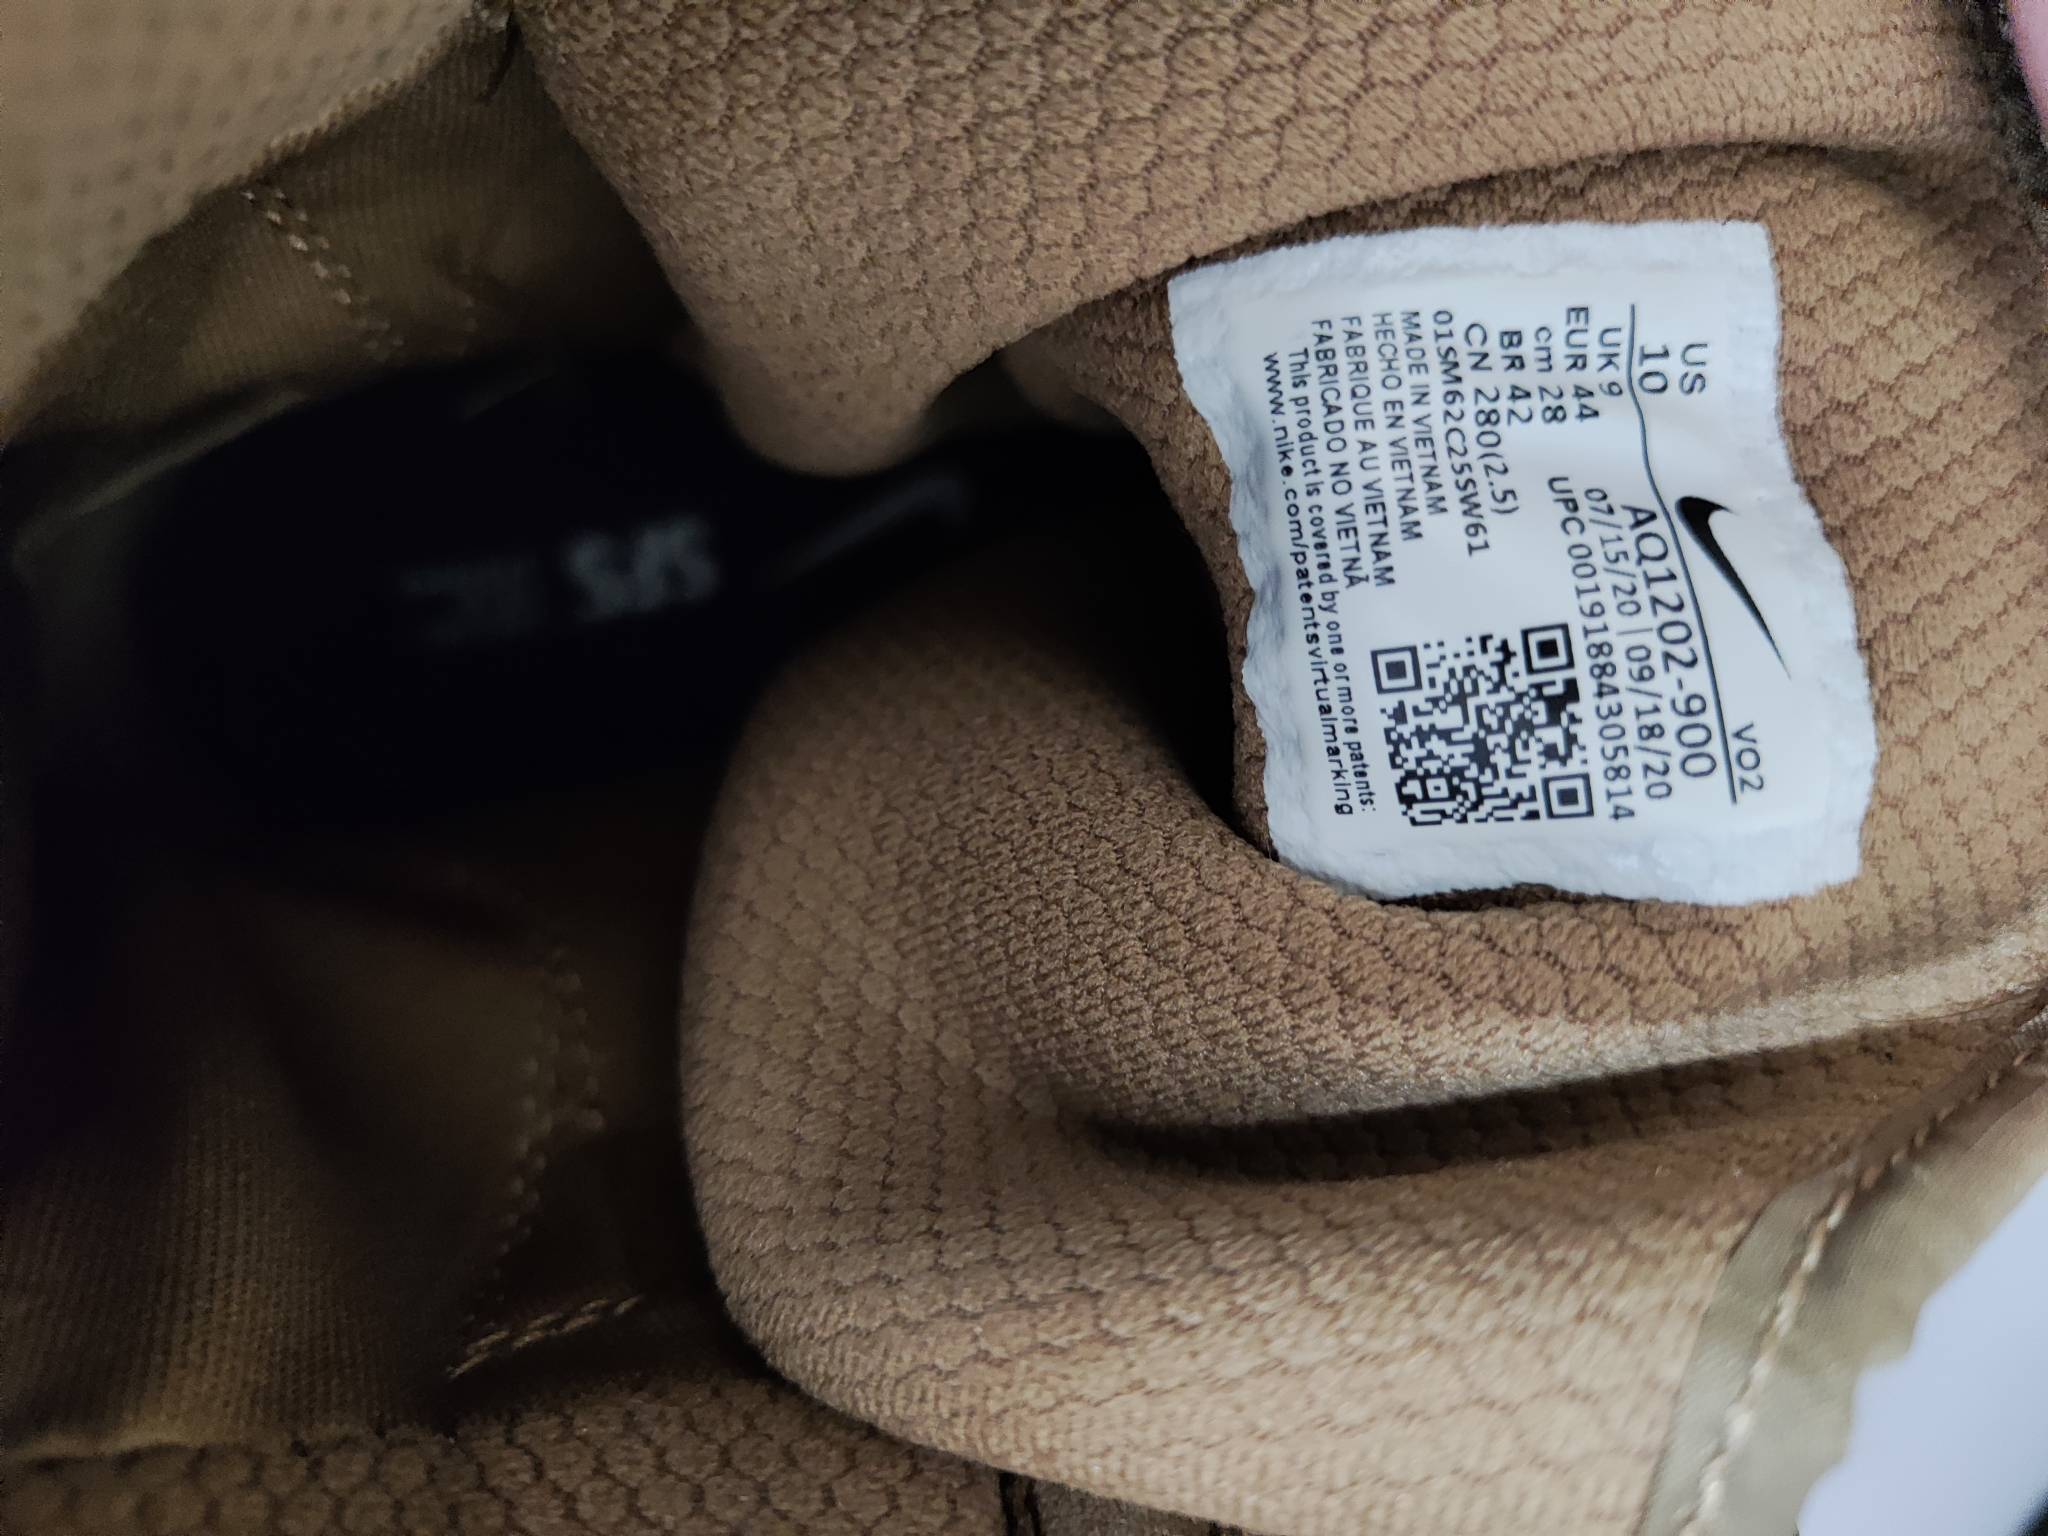 US
10
UK 9
EUR 44
cm 28
BR 42
CN 280(2.5)
01SM62C25SW61
MADE IN VIETNAM
HECHO EN VIETNAM
FABRIQUE AU VIETNAM
FABRICADO NO VIETNÃ
This product is covered by one or more patents:
www.nike.com/patentsvirtualmarking
VO2
AQ1202-900
07/15/20 | 09/18/20
UPC 00191884305814